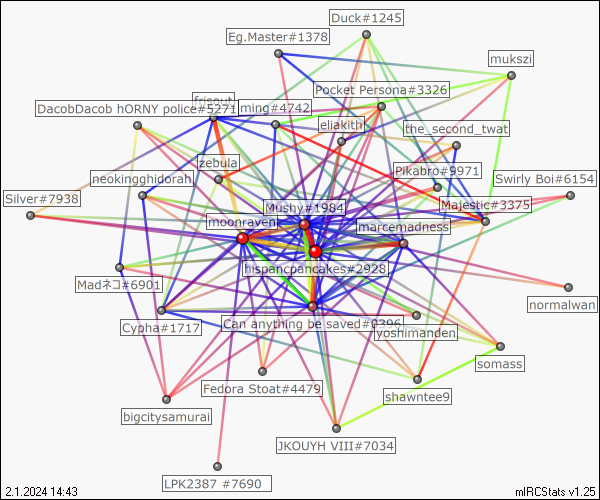 Duck#1245
Eg.Master#1378
mukszi
Pocket Persona#3326
DacobDacob hORNY police#5271
ming#4742
eliakith
the_second_twat
zebula
Pikabro#9971
neokingghidorah
Swirly Boi#6154
Silver#7938
Mushy#1984
Majestic#3375
moonraven
marcemadness
hispancpancakes#2928
Madネコ#6901
normalwan
Cypha#1717
Can anything be saved#0396
yoshimanden
somass
Fedora Stoat#4479
shawntee9
bigcitysamurai
JKOUYH VIII#7034
LPK2387 #7690
2.1.2024 14:43
mIRCStats v1.25